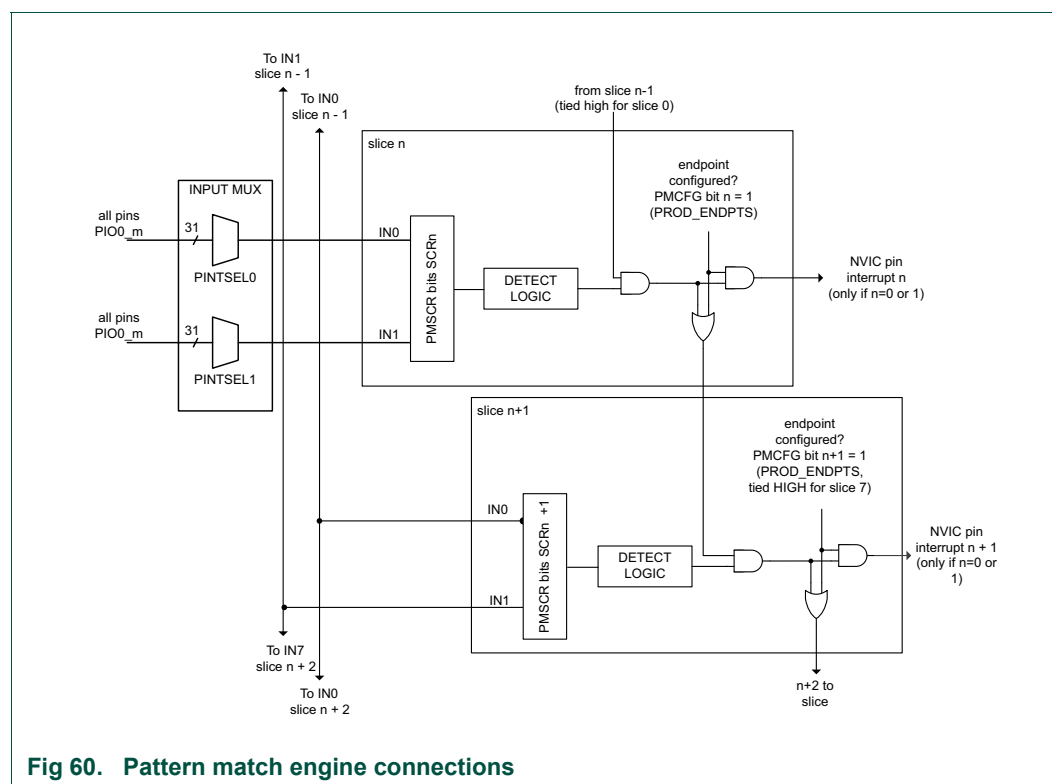 To IN1
slice n - 1
To IN0
slice n - 1
from slice n-1
(tied high for slice 0)
slice n
endpoint
configured?
PMCFG bit n = 1
(PROD_ENDPTS)
INPUT MUX
all pins
PIO0_m
31
PINTSEL0
IN0
PMSCR bits SCRn
DETECT
LOGIC
NVIC pin
interrupt n
(only if n=0 or 1)
all pins
PIO0_m
31
PINTSEL1
IN1
slice n+1
endpoint
configured?
PMCFG bit n+1 = 1
(PROD_ENDPTS,
tied HIGH for slice 7)
IN0
PMSCR bits SCRn +1
DETECT
LOGIC
NVIC pin
interrupt n + 1
(only if n=0 or
1)
IN1
To IN7
slice n + 2
To IN0
slice n + 2
n+2 to
slice
Fig 60. Pattern match engine connections